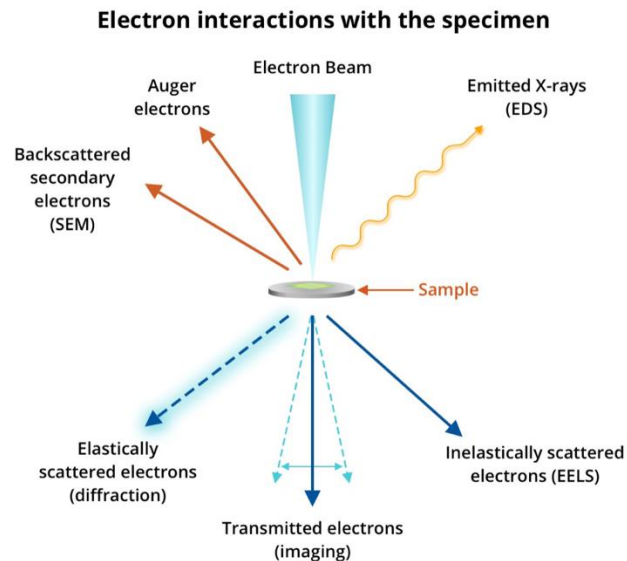 Electron interactions with the specimen
Auger
electrons
Electron Beam
Emitted X-rays
(EDS)
Backscattered
secondary
electrons
(SEM)
Sample
Elastically
scattered electrons
(diffraction)
Transmitted electrons
(imaging)
Inelastically scattered
electrons (EELS)